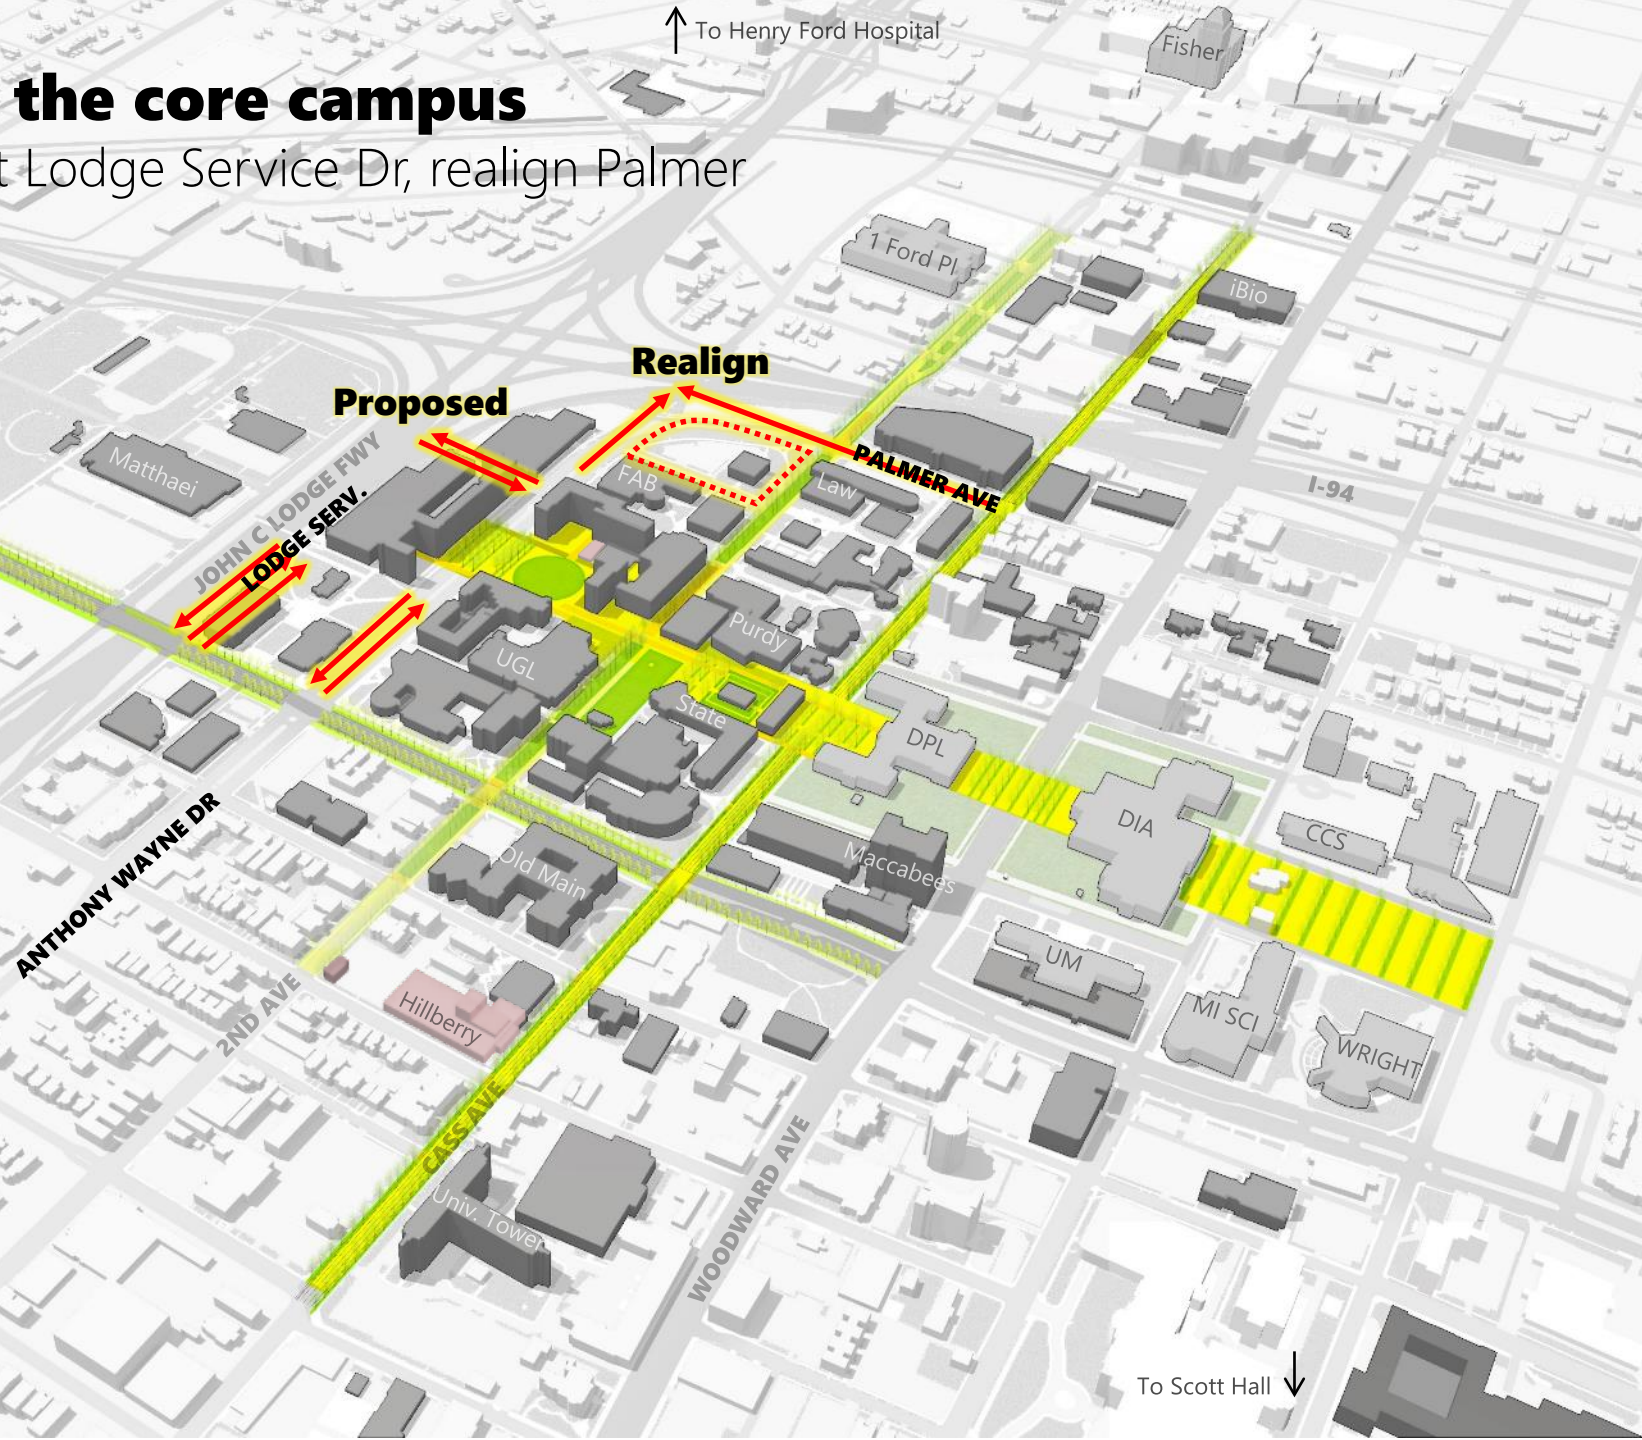 To Henry Ford Hospital
Fisher
the core campus
t Lodge Service Dr, realign Palmer
1 Ford Pl
iBio
Realign
Proposed
Matthaei
JOHN C LODGE FWY
LODGE SERV.
FAB
Law
PALMER AVE
I-94
Purdy
UGL
State
DPL
DIA
CCS
ANTHONY WAYNE DR
Old Main
Maccabees
UM
MI SCI
WRIGHT
2ND AVE
Hillberry
CASS AVE
Univ. Tower
WOODWARD AVE
To Scott Hall